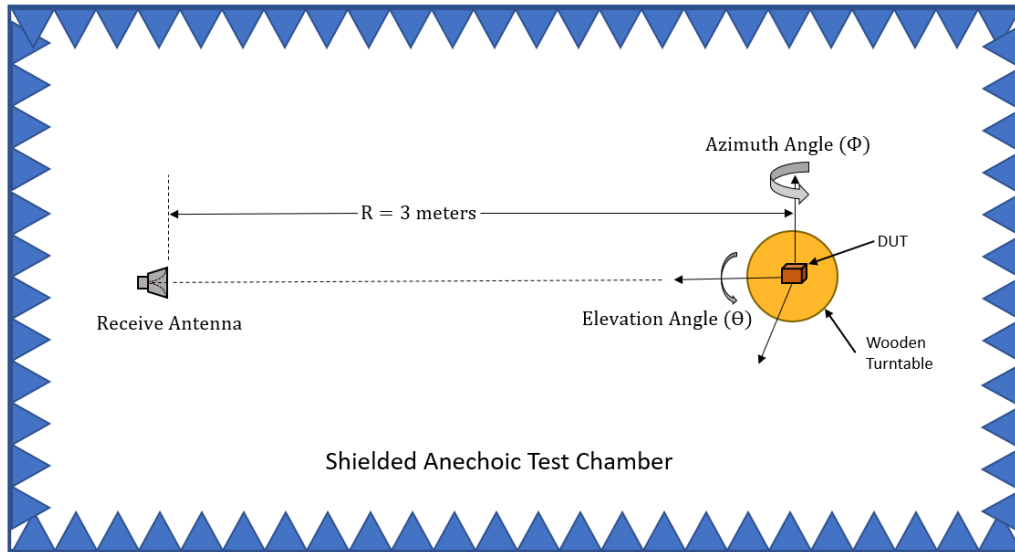 Azimuth Angle (Φ)
R = 3 meters
DUT
Receive Antenna
Elevation Angle (Θ)
Wooden
Turntable
Shielded Anechoic Test Chamber